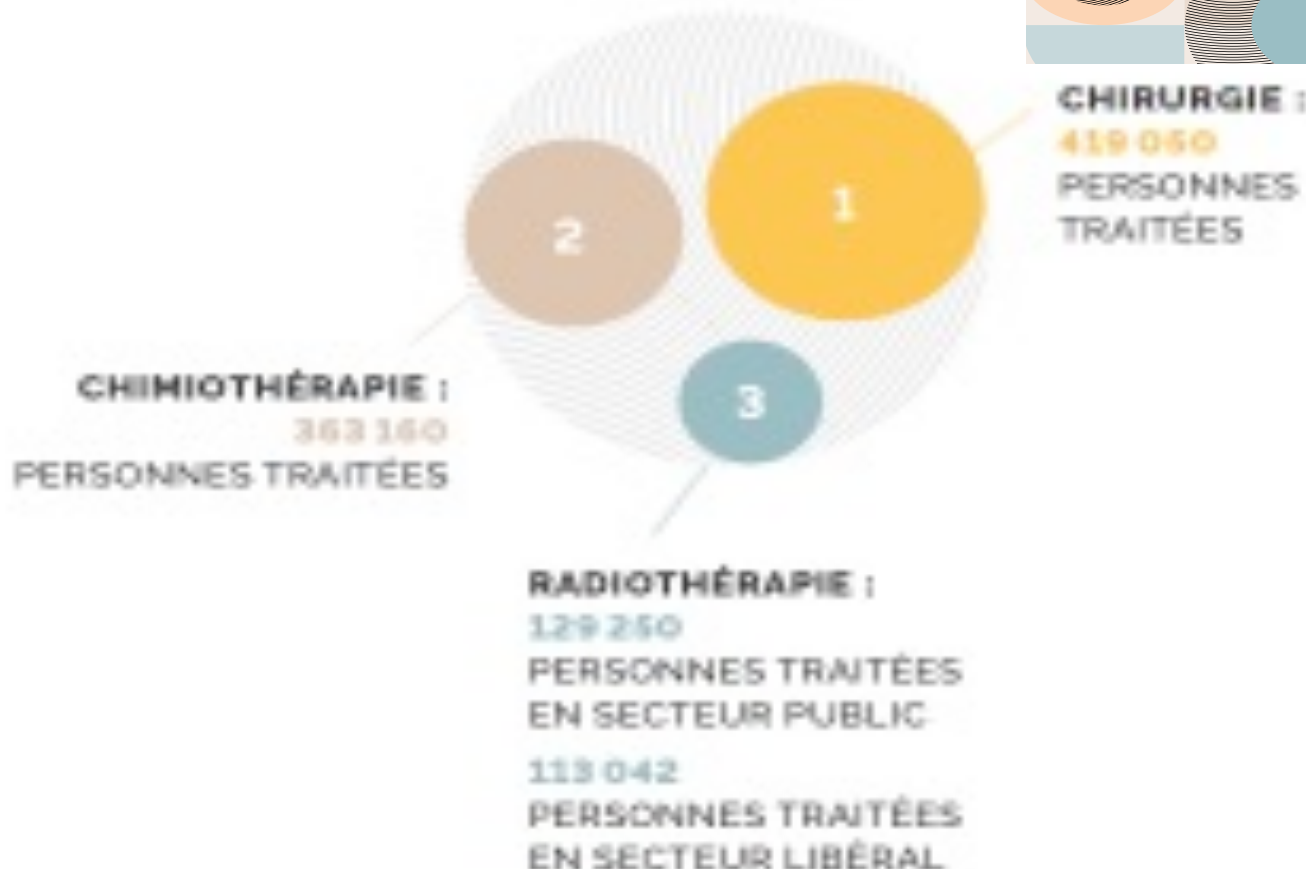 CHIRURGIE :
419 060
PERSONNES
TRAITÉES
1
2
3
CHIMIOTHÉRAPIE :
363 160
PERSONNES TRAITÉES
RADIOTHÉRAPIE :
129 250
PERSONNES TRAITÉES
EN SECTEUR PUBLIC
113 042
PERSONNES TRAITÉES
EN SECTEUR LIBÉRAL